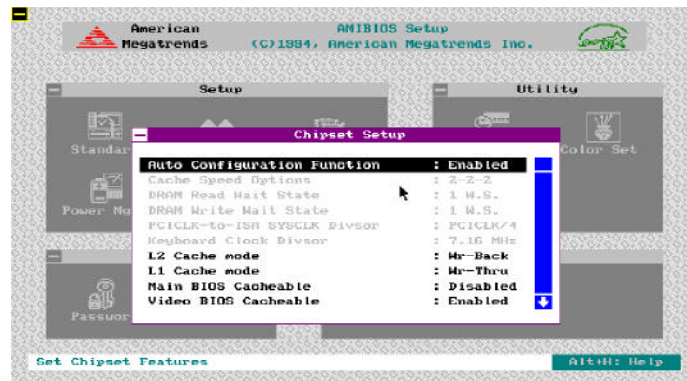 American AMIBIOS Setup
Megatrends (C)1994, American Megatrends Inc.
Setup
Utility
Chipset Setup
Standar
Color Set
Auto Configuration Function : Enabled
Cache Speed Options : 2-2-2
DRAM Read Wait State : 1 W.S.
Power Mg DRAM Write Wait State : 1 W.S.
PCICLK-to-ISA SYSCLK Divsor : PCICLK/4
Keyboard Clock Divsor : 7.16 MHz
L2 Cache mode : Wr-Back
L1 Cache mode : Wr-Thru
Main BIOS Cacheable : Disabled
Video BIOS Cacheable : Enabled
Passwor
Set Chipset Features Alt+H: Help